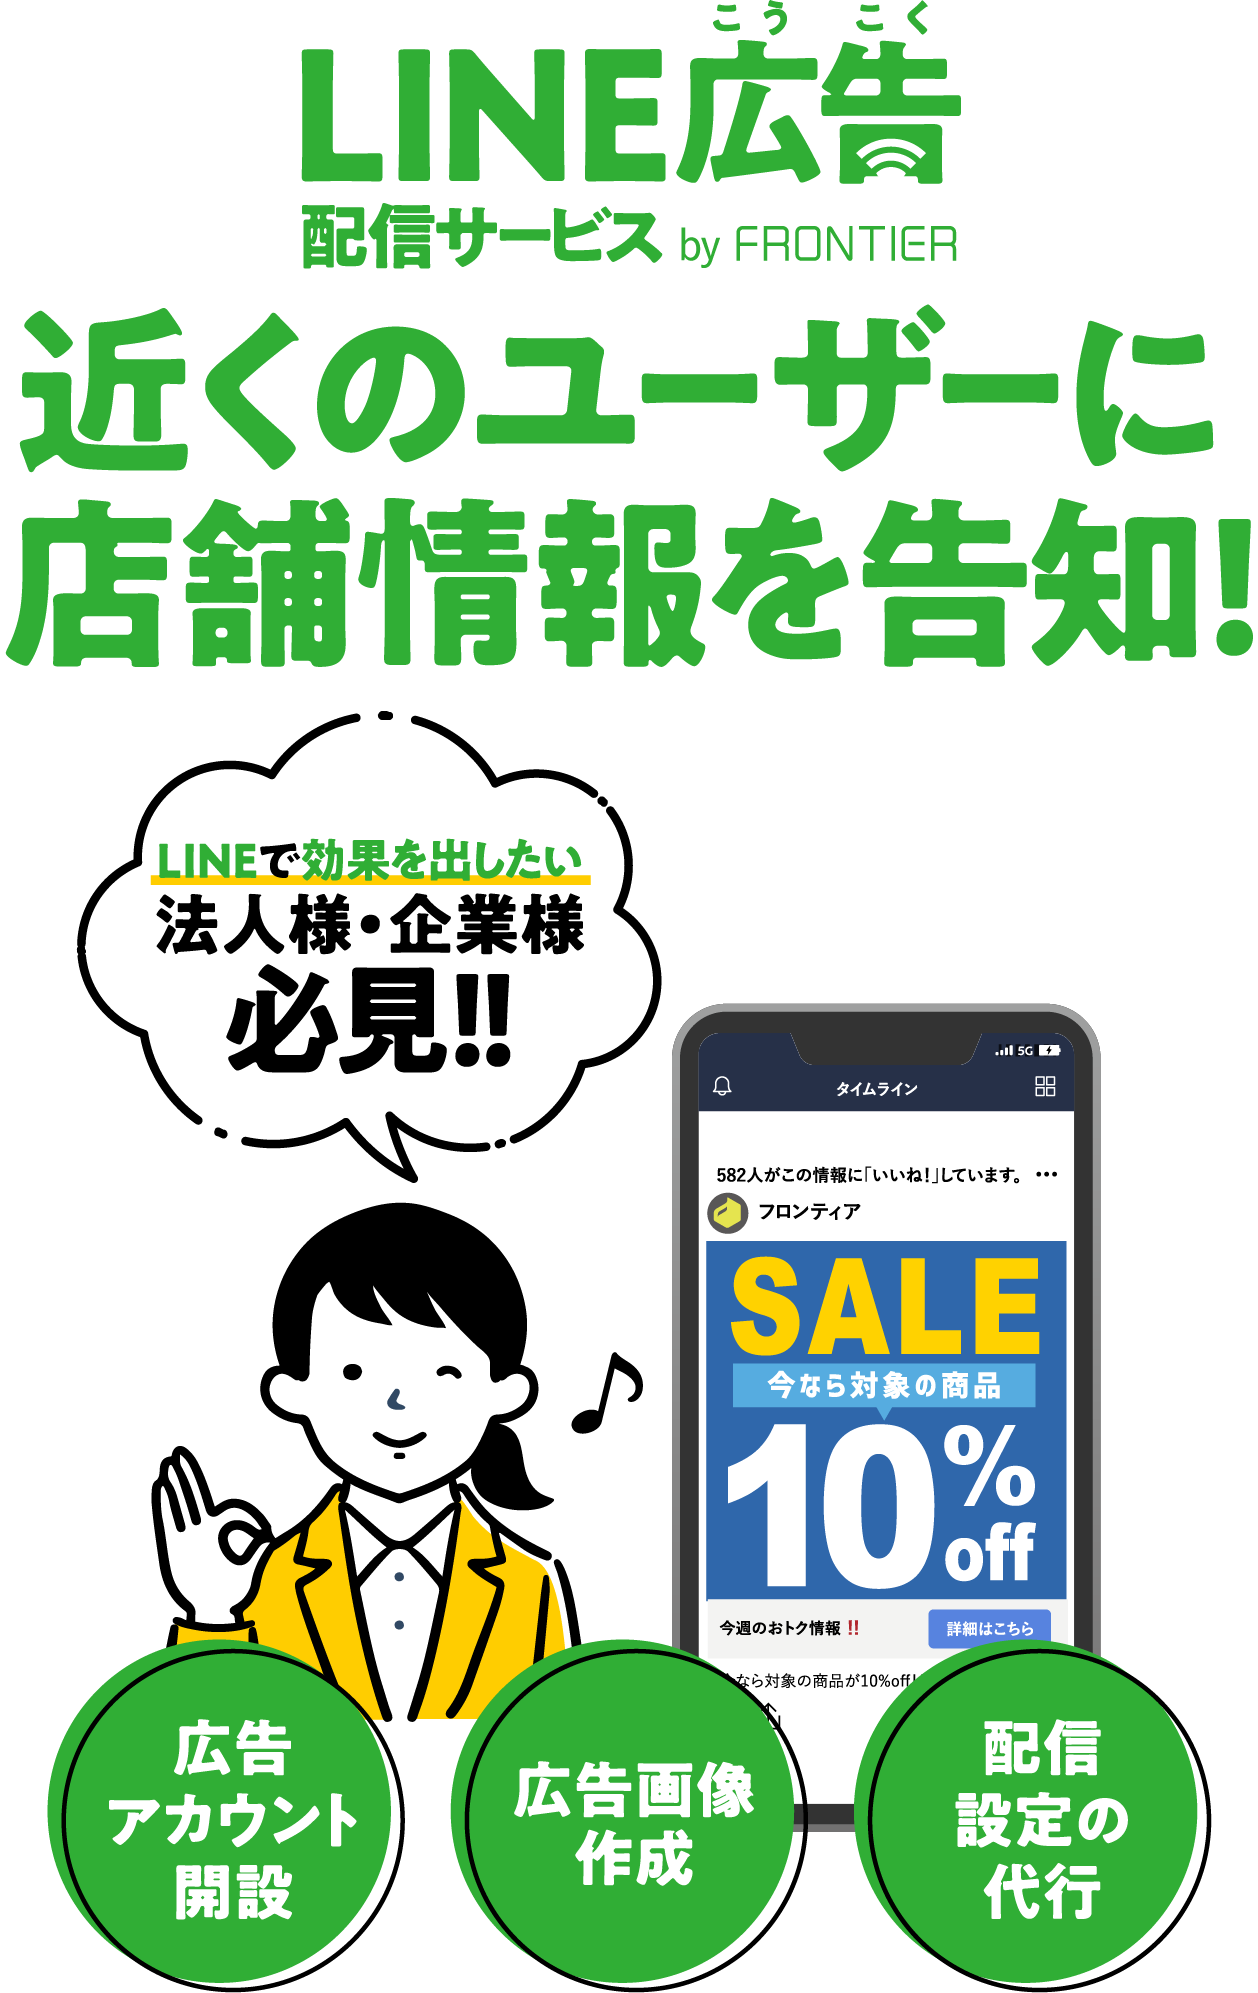 こうこく
LINE広告
配信サービス by FRONTIER
近くのユーザーに
店舗情報を告知!
LINEで効果を出したい
法人様・企業様
必見!!
5G
タイムライン
582人がこの情報に「いいね!」しています。 •••
フロンティア
SALE
今なら対象の商品
10%
off
今週のおトク情報 !!
詳細はこちら
なら対象の商品が10%off!
広告
アカウント
開設
広告画像
作成
配信
設定の
代行